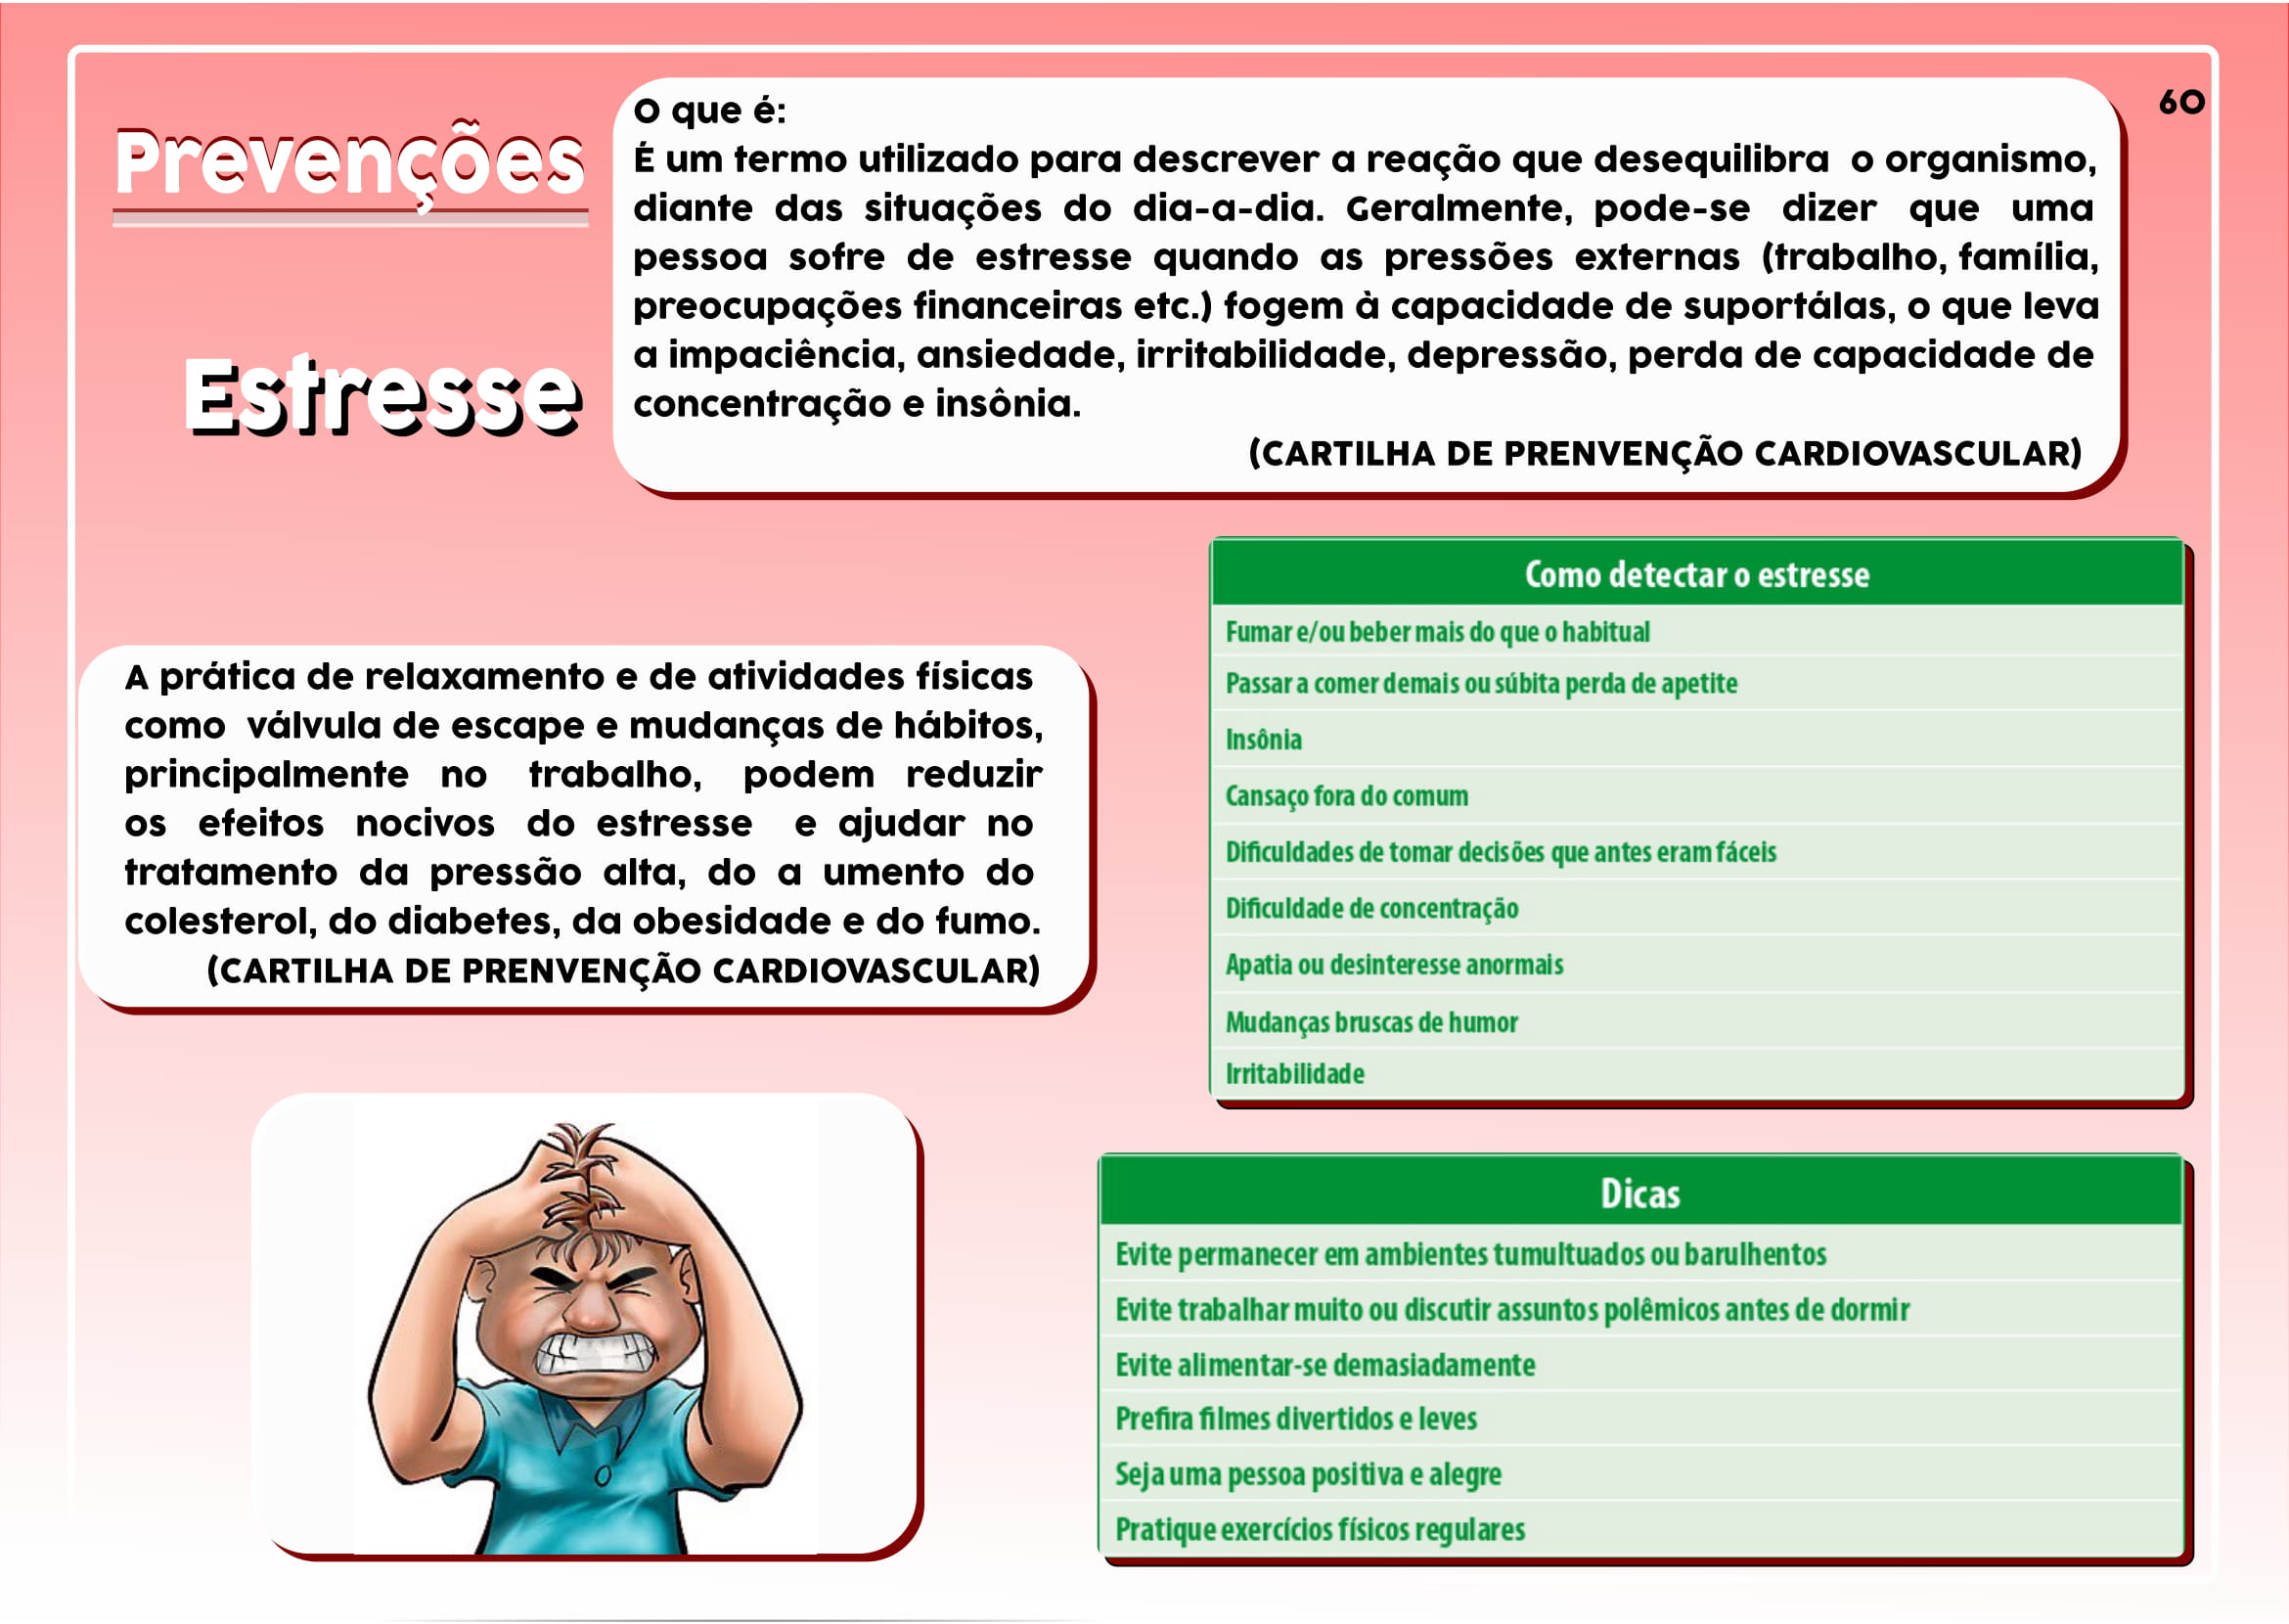 60
Prevenções
Estresse
O que é:
É um termo utilizado para descrever a reação que desequilibra o organismo,
diante das situações do dia-a-dia. Geralmente, pode-se dizer que uma
pessoa sofre de estresse quando as pressões externas (trabalho, família,
preocupações financeiras etc.) fogem à capacidade de suportálas, o que leva
a impaciência, ansiedade, irritabilidade, depressão, perda de capacidade de
concentração e insônia.
(CARTILHA DE PRENVENÇÃO CARDIOVASCULAR)
A prática de relaxamento e de atividades físicas
como válvula de escape e mudanças de hábitos,
principalmente no trabalho, podem reduzir
os efeitos nocivos do estresse e ajudar no
tratamento da pressão alta, do a umento do
colesterol, do diabetes, da obesidade e do fumo.
(CARTILHA DE PRENVENÇÃO CARDIOVASCULAR)
Como detectar o estresse
Fumar e/ou beber mais do que o habitual
Passar a comer demais ou súbita perda de apetite
Insônia
Cansaço fora do comum
Dificuldades de tomar decisões que antes eram fáceis
Dificuldade de concentração
Apatia ou desinteresse anormais
Mudanças bruscas de humor
Irritabilidade
Dicas
Evite permanecer em ambientes tumultuados ou barulhentos
Evite trabalhar muito ou discutir assuntos polêmicos antes de dormir
Evite alimentar-se demasiadamente
Prefira filmes divertidos e leves
Seja uma pessoa positiva e alegre
Pratique exercícios físicos regulares